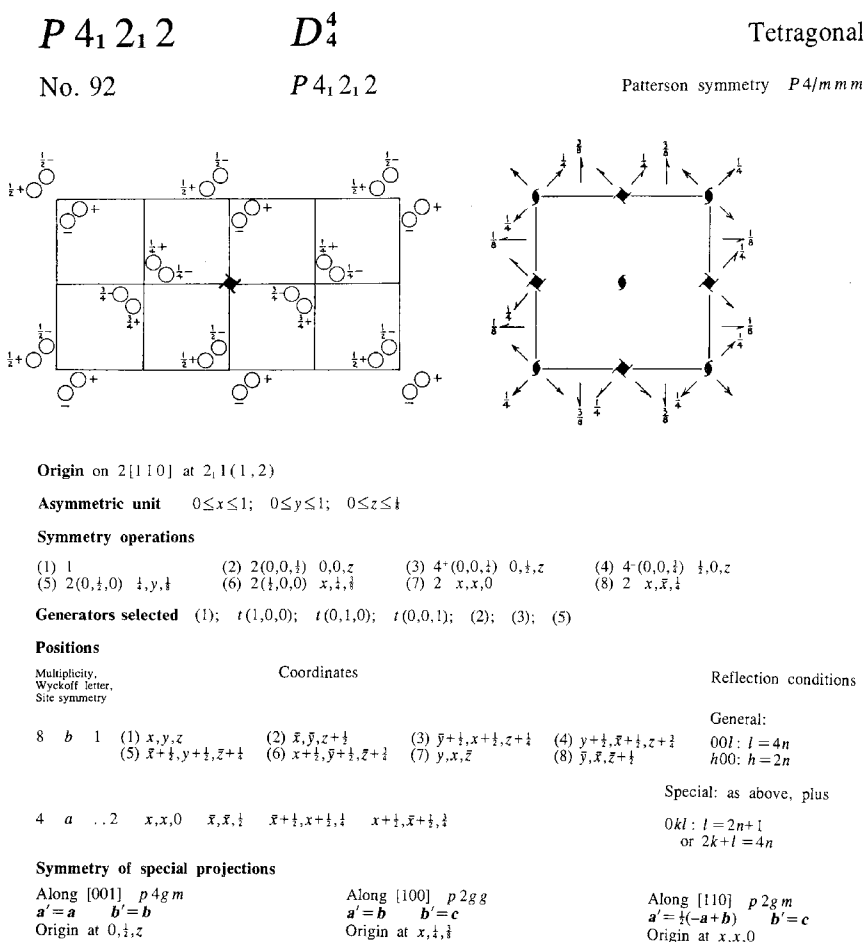 P 4₁ 2₁ 2 D₄⁴ Tetragonal
No. 92 P 4₁ 2₁ 2 Patterson symmetry P 4/m m m
Origin on 2[1 1 0] at 2₁ 1 (1, 2)
Asymmetric unit 0≤x≤1; 0≤y≤1; 0≤z≤⅛
Symmetry operations
(1) 1 (2) 2(0,0,½) 0,0,z (3) 4⁺(0,0,¼) 0,½,z (4) 4⁻(0,0,¾) ½,0,z
(5) 2(0,½,0) ¼,y,⅛ (6) 2(½,0,0) x,¼,⅜ (7) 2 x,x,0 (8) 2 x,x̄,¼
Generators selected (1); t(1,0,0); t(0,1,0); t(0,0,1); (2); (3); (5)
Positions
Multiplicity,
Wyckoff letter,
Site symmetry
Coordinates
Reflection conditions
General:
8 b 1 (1) x,y,z (2) x̄,ȳ,z+½ (3) ȳ+½,x+½,z+¼ (4) y+½,x̄+½,z+¾ 00l: l=4n
(5) x̄+½,y+½,z̄+¼ (6) x+½,ȳ+½,z̄+¾ (7) y,x,z̄ (8) ȳ,x̄,z̄+½ h00: h=2n
Special: as above, plus
4 a ..2 x,x,0 x̄,x̄,½ x̄+½,x+½,¼ x+½,x̄+½,¾ 0kl: l=2n+1
or 2k+l=4n
Symmetry of special projections
Along [001] p4gm Along [100] p2gg Along [110] p2gm
a'=a b'=b a'=b b'=c a'=½(-a+b) b'=c
Origin at 0,½,z Origin at x,¼,⅜ Origin at x,x,0